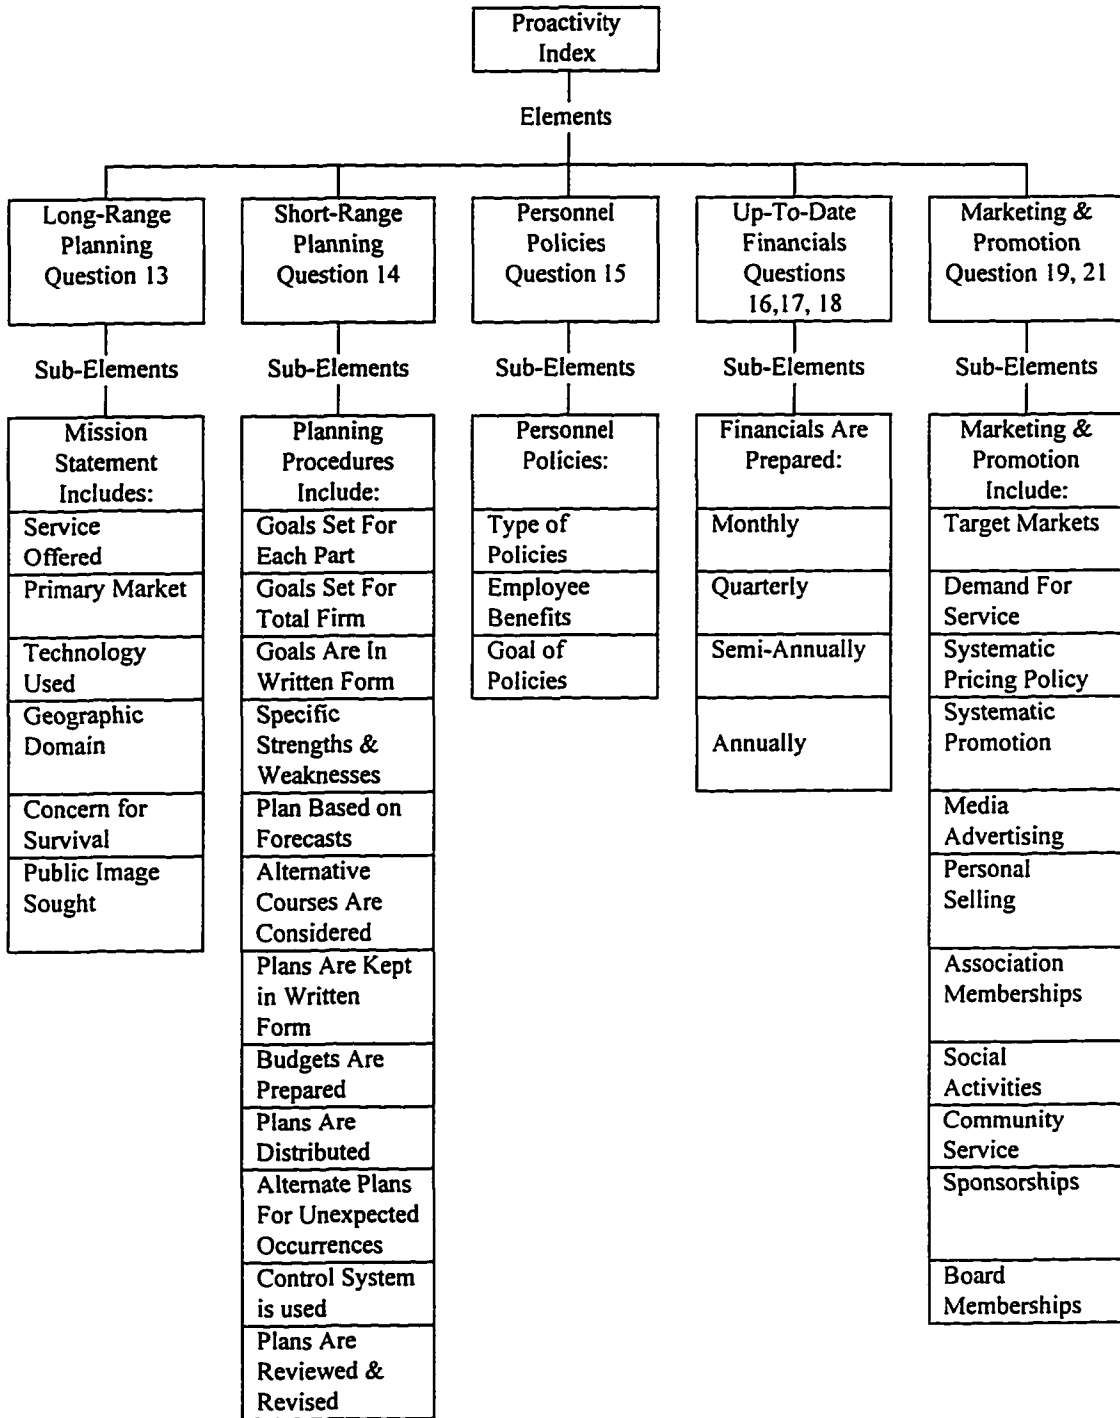 Proactivity
Index
Elements
Long-Range
Planning
Question 13
Short-Range
Planning
Question 14
Personnel
Policies
Question 15
Up-To-Date
Financials
Questions
16,17, 18
Marketing &
Promotion
Question 19, 21
Sub-Elements
Sub-Elements
Sub-Elements
Sub-Elements
Sub-Elements
Mission
Statement
Includes:
Service
Offered
Primary Market
Technology
Used
Geographic
Domain
Concern for
Survival
Public Image
Sought
Planning
Procedures
Include:
Goals Set For
Each Part
Goals Set For
Total Firm
Goals Are In
Written Form
Specific
Strengths &
Weaknesses
Plan Based on
Forecasts
Alternative
Courses Are
Considered
Plans Are Kept
in Written
Form
Budgets Are
Prepared
Plans Are
Distributed
Alternate Plans
For Unexpected
Occurrences
Control System
is used
Plans Are
Reviewed &
Revised
Personnel
Policies:
Type of
Policies
Employee
Benefits
Goal of
Policies
Financials Are
Prepared:
Monthly
Quarterly
Semi-Annually
Annually
Marketing &
Promotion
Include:
Target Markets
Demand For
Service
Systematic
Pricing Policy
Systematic
Promotion
Media
Advertising
Personal
Selling
Association
Memberships
Social
Activities
Community
Service
Sponsorships
Board
Memberships